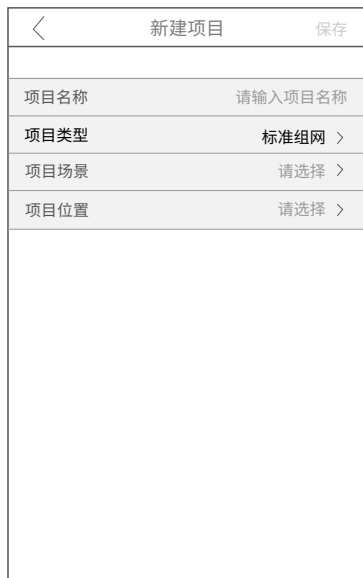 新建项目 保存
项目名称 请输入项目名称
项目类型 标准组网
项目场景 请选择
项目位置 请选择